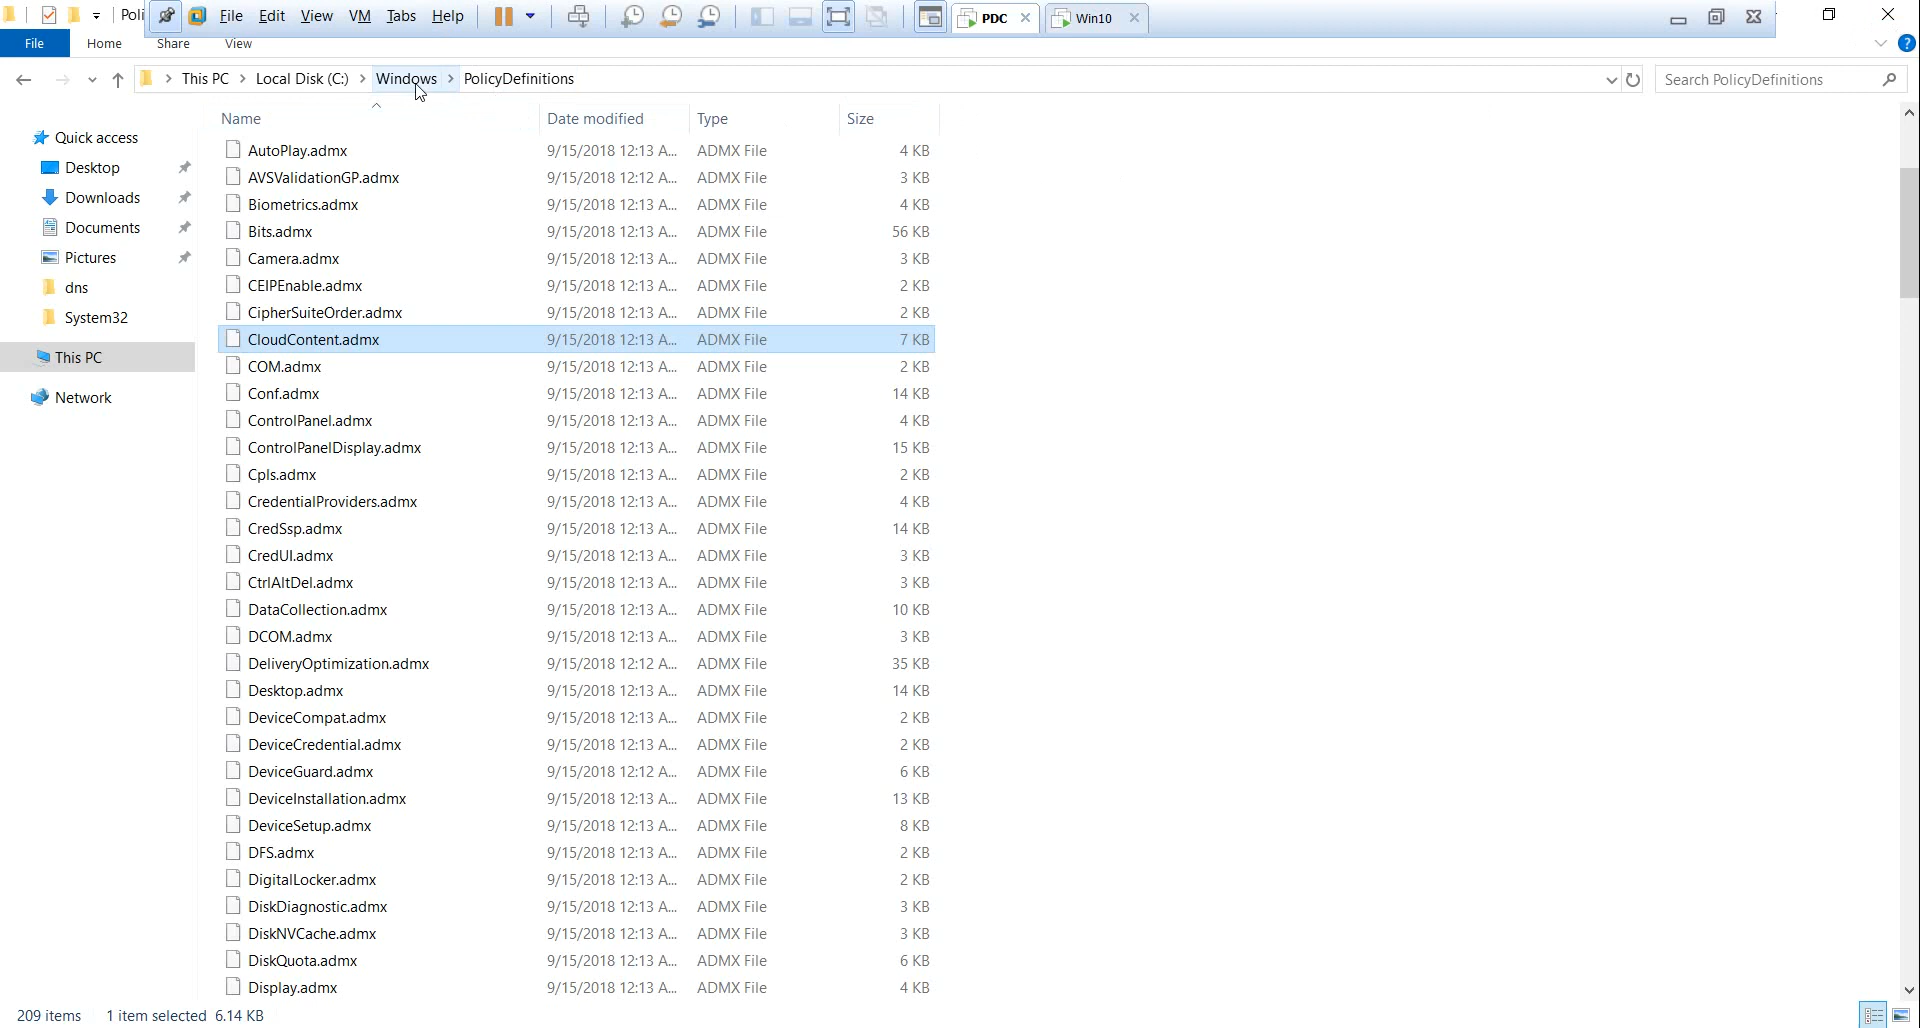 Poli File Edit View VM Tabs Help PDC Win10
File Home Share View
This PC Local Disk (C:) Windows PolicyDefinitions Search PolicyDefinitions
Name Date modified Type Size
Quick access
Desktop
Downloads
Documents
Pictures
dns
System32
This PC
Network
AutoPlay.admx 9/15/2018 12:13 A... ADMX File 4 KB
AVSValidationGP.admx 9/15/2018 12:12 A... ADMX File 3 KB
Biometrics.admx 9/15/2018 12:13 A... ADMX File 4 KB
Bits.admx 9/15/2018 12:13 A... ADMX File 56 KB
Camera.admx 9/15/2018 12:13 A... ADMX File 3 KB
CEIPEnable.admx 9/15/2018 12:13 A... ADMX File 2 KB
CipherSuiteOrder.admx 9/15/2018 12:13 A... ADMX File 2 KB
CloudContent.admx 9/15/2018 12:13 A... ADMX File 7 KB
COM.admx 9/15/2018 12:13 A... ADMX File 2 KB
Conf.admx 9/15/2018 12:13 A... ADMX File 14 KB
ControlPanel.admx 9/15/2018 12:13 A... ADMX File 4 KB
ControlPanelDisplay.admx 9/15/2018 12:13 A... ADMX File 15 KB
Cpls.admx 9/15/2018 12:13 A... ADMX File 2 KB
CredentialProviders.admx 9/15/2018 12:13 A... ADMX File 4 KB
CredSsp.admx 9/15/2018 12:13 A... ADMX File 14 KB
CredUI.admx 9/15/2018 12:13 A... ADMX File 3 KB
CtrlAltDel.admx 9/15/2018 12:13 A... ADMX File 3 KB
DataCollection.admx 9/15/2018 12:13 A... ADMX File 10 KB
DCOM.admx 9/15/2018 12:13 A... ADMX File 3 KB
DeliveryOptimization.admx 9/15/2018 12:12 A... ADMX File 35 KB
Desktop.admx 9/15/2018 12:13 A... ADMX File 14 KB
DeviceCompat.admx 9/15/2018 12:13 A... ADMX File 2 KB
DeviceCredential.admx 9/15/2018 12:13 A... ADMX File 2 KB
DeviceGuard.admx 9/15/2018 12:12 A... ADMX File 6 KB
DeviceInstallation.admx 9/15/2018 12:13 A... ADMX File 13 KB
DeviceSetup.admx 9/15/2018 12:13 A... ADMX File 8 KB
DFS.admx 9/15/2018 12:13 A... ADMX File 2 KB
DigitalLocker.admx 9/15/2018 12:13 A... ADMX File 2 KB
DiskDiagnostic.admx 9/15/2018 12:13 A... ADMX File 3 KB
DiskNVCache.admx 9/15/2018 12:13 A... ADMX File 3 KB
DiskQuota.admx 9/15/2018 12:13 A... ADMX File 6 KB
Display.admx 9/15/2018 12:13 A... ADMX File 4 KB
209 items 1 item selected 6.14 KB